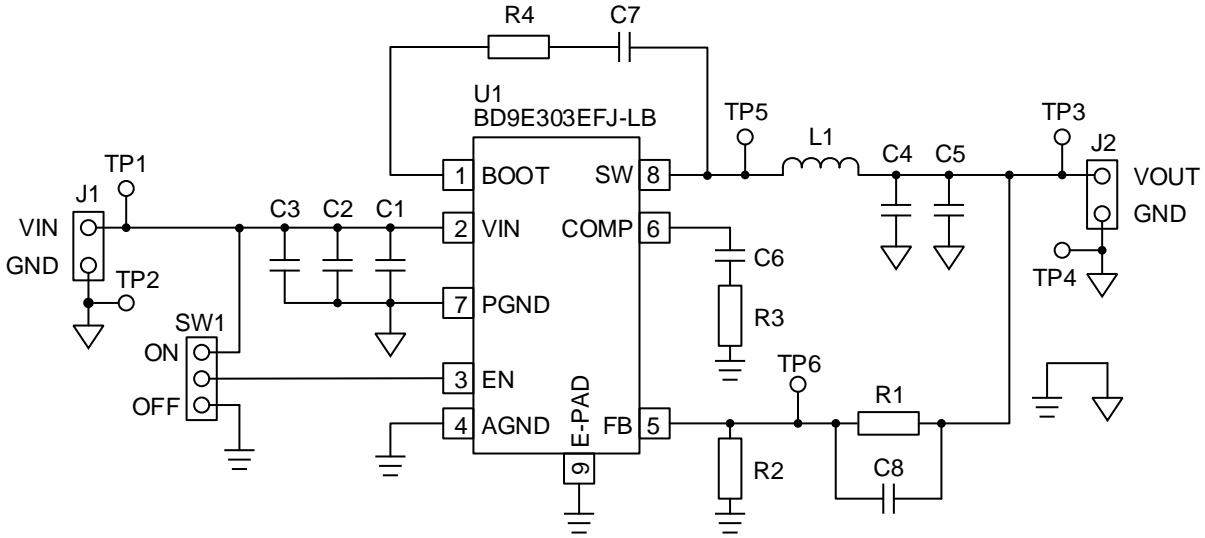 R4
C7
U1
BD9E303EFJ-LB
TP5
TP3
L1
C4
C5
J2
TP1
J1
1
BOOT
SW
8
VOUT
C3
C2
C1
VIN
2
VIN
COMP
6
GND
GND
TP2
C6
TP4
7
PGND
R3
SW1
ON
TP6
3
EN
R1
OFF
4
AGND
E-PAD
FB
5
9
R2
C8